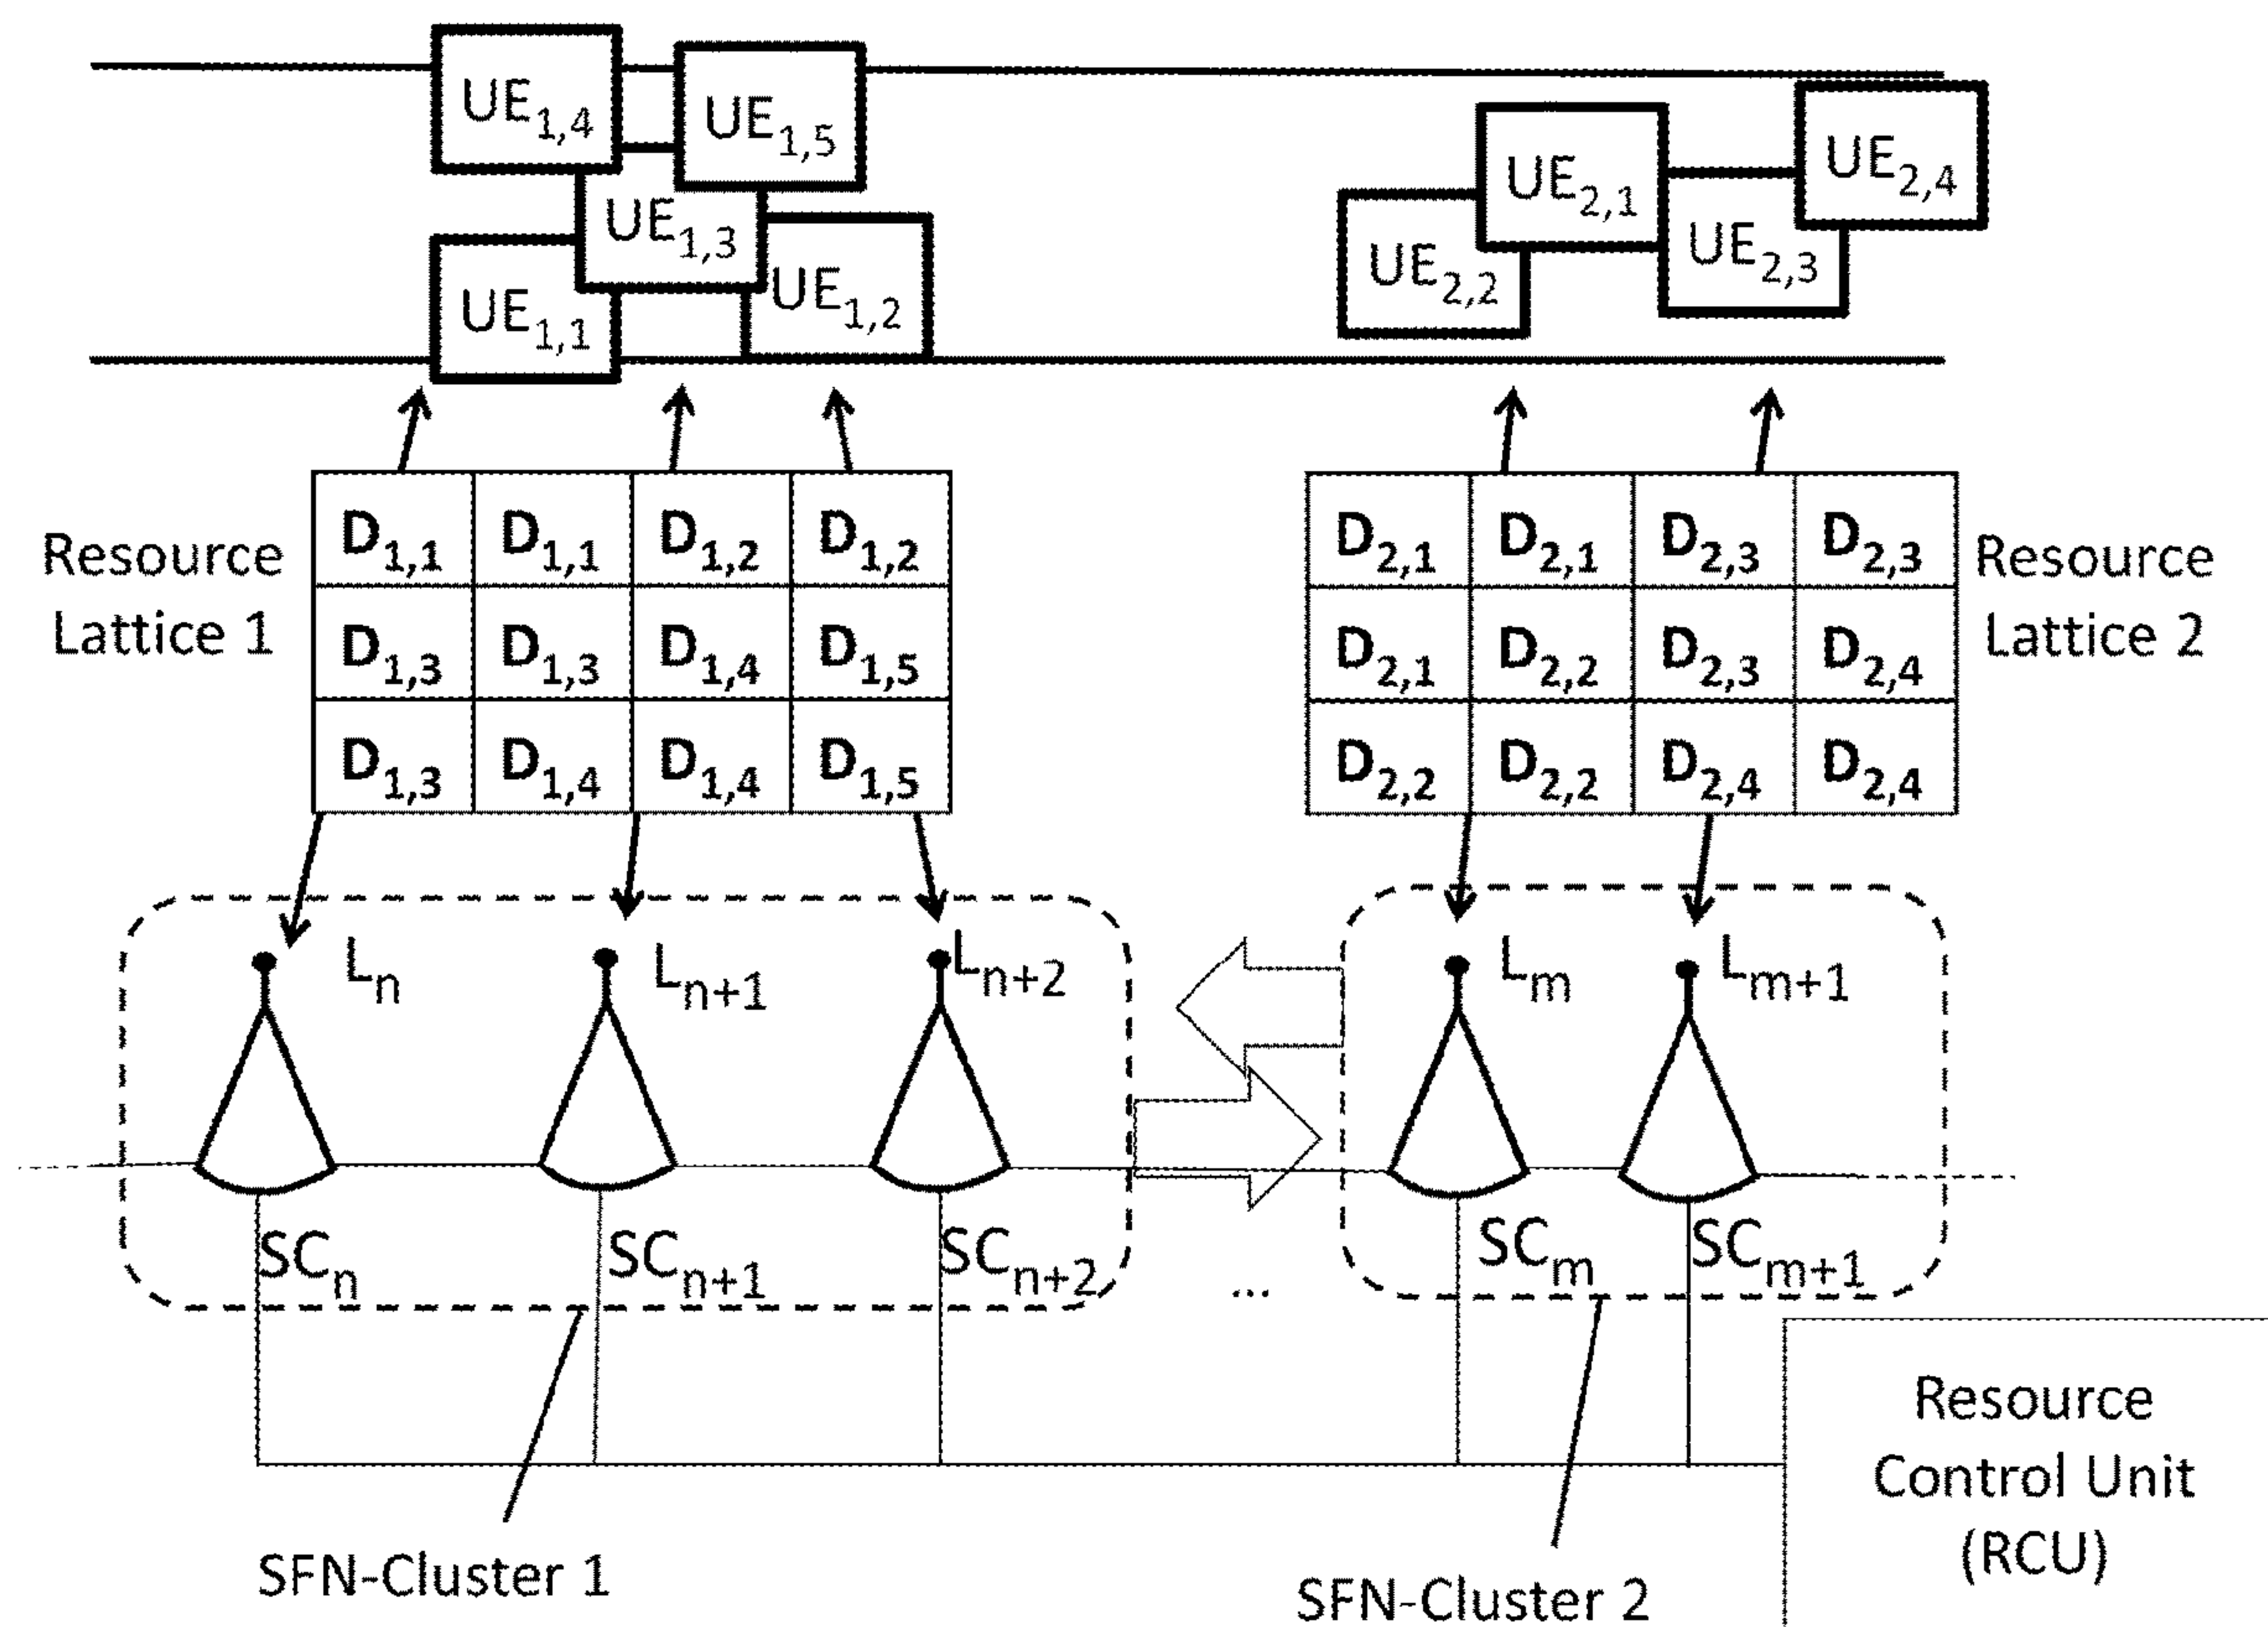 UE1,4
UE1,5
UE1,3
UE1,1
UE1,2
UE2,1
UE2,4
UE2,2
UE2,3
Resource
Lattice 1
D1,1 D1,1 D1,2 D1,2
D1,3 D1,3 D1,4 D1,5
D1,3 D1,4 D1,4 D1,5
D2,1 D2,1 D2,3 D2,3
D2,1 D2,2 D2,3 D2,4
D2,2 D2,2 D2,4 D2,4
Resource
Lattice 2
Ln
Ln+1
Ln+2
Lm
Lm+1
SCn
SCn+1
SCn+2
...
SCm
SCm+1
SFN-Cluster 1
SFN-Cluster 2
Resource
Control Unit
(RCU)